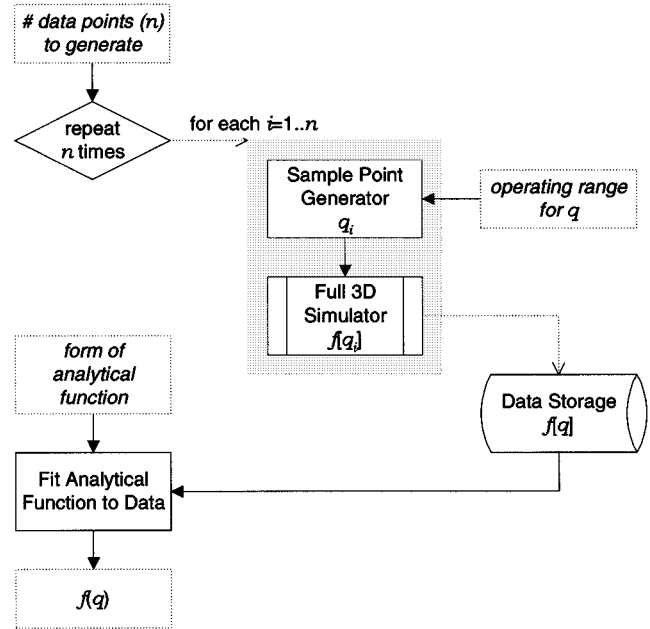 # data points (n)
to generate
repeat
n times
for each i=1..n
Sample Point
Generator
qi
operating range
for q
Full 3D
Simulator
f[qi]
form of
analytical
function
Data Storage
f[q]
Fit Analytical
Function to Data
f(q)